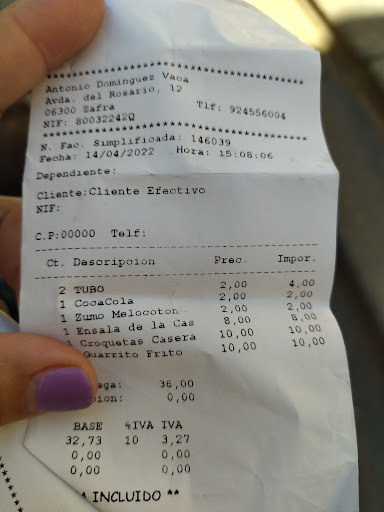 ****************************************
Antonio Dominguez Vaca
Avda. del Rosario, 12
06300 Zafra Tlf: 924556004
NIF: 80032242Q
****************************************
N. Fac. Simplificada: 146039
Fecha: 14/04/2022 Hora: 15:08:06
Dependiente:
Cliente:Cliente Efectivo
NIF:
C.P:00000 Telf:
Ct. Descripcion Prec. Impor.
2 TUBO 2,00 4,00
1 CocaCola 2,00 2,00
1 Zumo Melocoton 2,00 2,00
1 Ensala de la Cas 8,00 8,00
1 Croquetas Casera 10,00 10,00
Guarrito Frito 10,00 10,00
aga: 36,00
cion: 0,00
BASE %IVA IVA
32,73 10 3,27
0,00 0,00
0,00 0,00
A INCLUIDO **